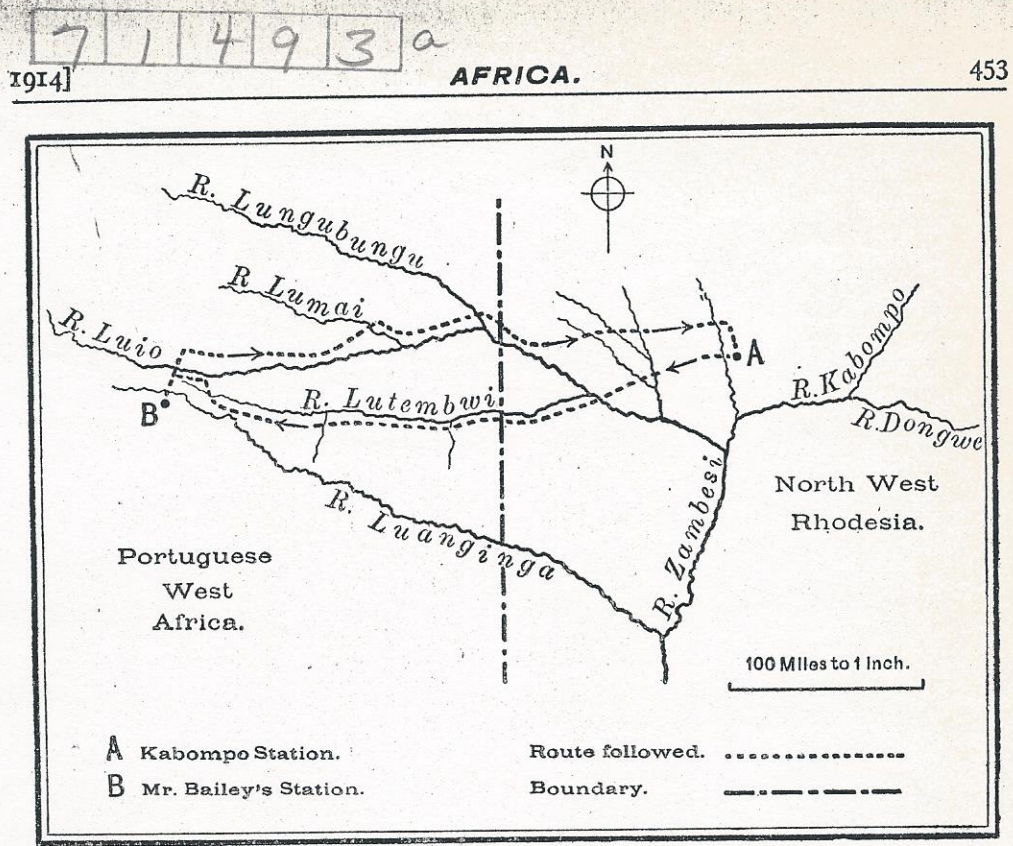 71493a
1914] AFRICA. 453
N
R. Lungubungu
R Lumai
R. Luio
A
R. Kabompo
B
R. Lutembwi
R. Dongwe
R. Luanginga
R. Zambesi
North West
Rhodesia.
Portuguese
West
Africa.
100 Miles to 1 Inch.
A Kabompo Station.
Route followed.
B Mr. Bailey's Station.
Boundary.